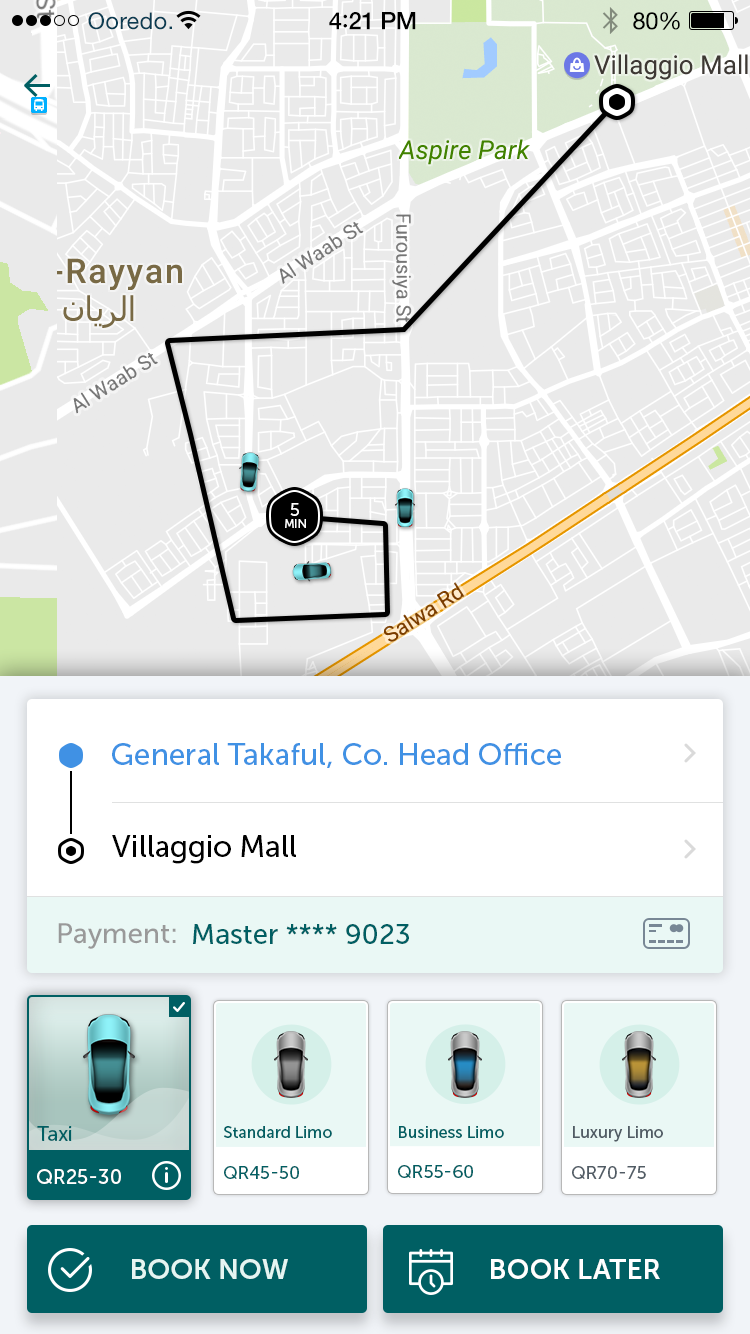 St
Ooredo.
4:21 PM
80%
Villaggio Mall
Aspire Park
Al Waab St
Furousiya St
-Rayyan
الريان
Al Waab St
5
MIN
Salwa Rd
General Takaful, Co. Head Office
Villaggio Mall
Payment: Master **** 9023
Taxi
QR25-30
Standard Limo
QR45-50
Business Limo
QR55-60
Luxury Limo
QR70-75
BOOK NOW
BOOK LATER